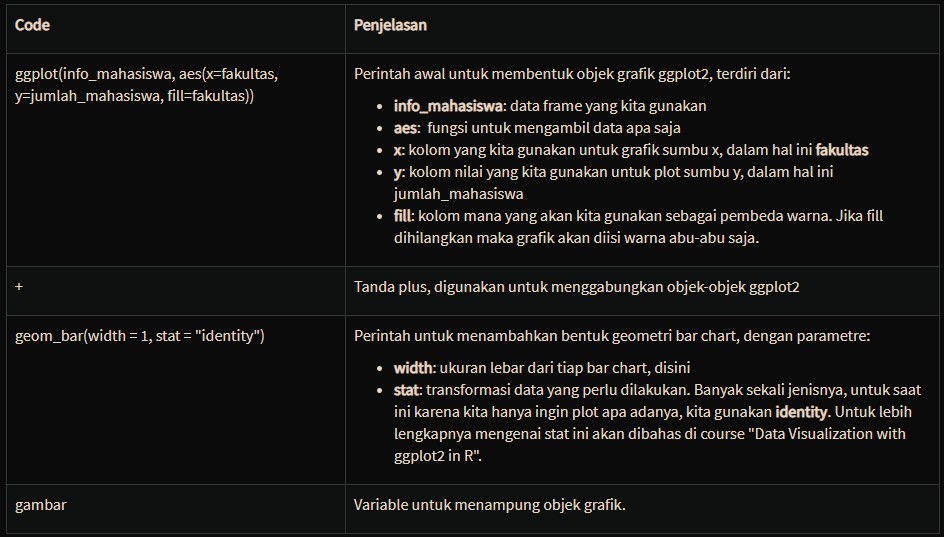 Code
Penjelasan
ggplot(info_mahasiswa, aes(x=fakultas,
y=jumlah_mahasiswa, fill=fakultas))
Perintah awal untuk membentuk objek grafik ggplot2, terdiri dari:
• info_mahasiswa: data frame yang kita gunakan
• aes:  fungsi untuk mengambil data apa saja
• x: kolom yang kita gunakan untuk grafik sumbu x, dalam hal ini fakultas
• y: kolom nilai yang kita gunakan untuk plot sumbu y, dalam hal ini
jumlah_mahasiswa
• fill: kolom mana yang akan kita gunakan sebagai pembeda warna. Jika fill
dihilangkan maka grafik akan diisi warna abu-abu saja.
+
Tanda plus, digunakan untuk menggabungkan objek-objek ggplot2
geom_bar(width = 1, stat = "identity")
Perintah untuk menambahkan bentuk geometri bar chart, dengan parametre:
• width: ukuran lebar dari tiap bar chart, disini
• stat: transformasi data yang perlu dilakukan. Banyak sekali jenisnya, untuk saat
ini karena kita hanya ingin plot apa adanya, kita gunakan identity. Untuk lebih
lengkapnya mengenai stat ini akan dibahas di course "Data Visualization with
ggplot2 in R".
gambar
Variable untuk menampung objek grafik.